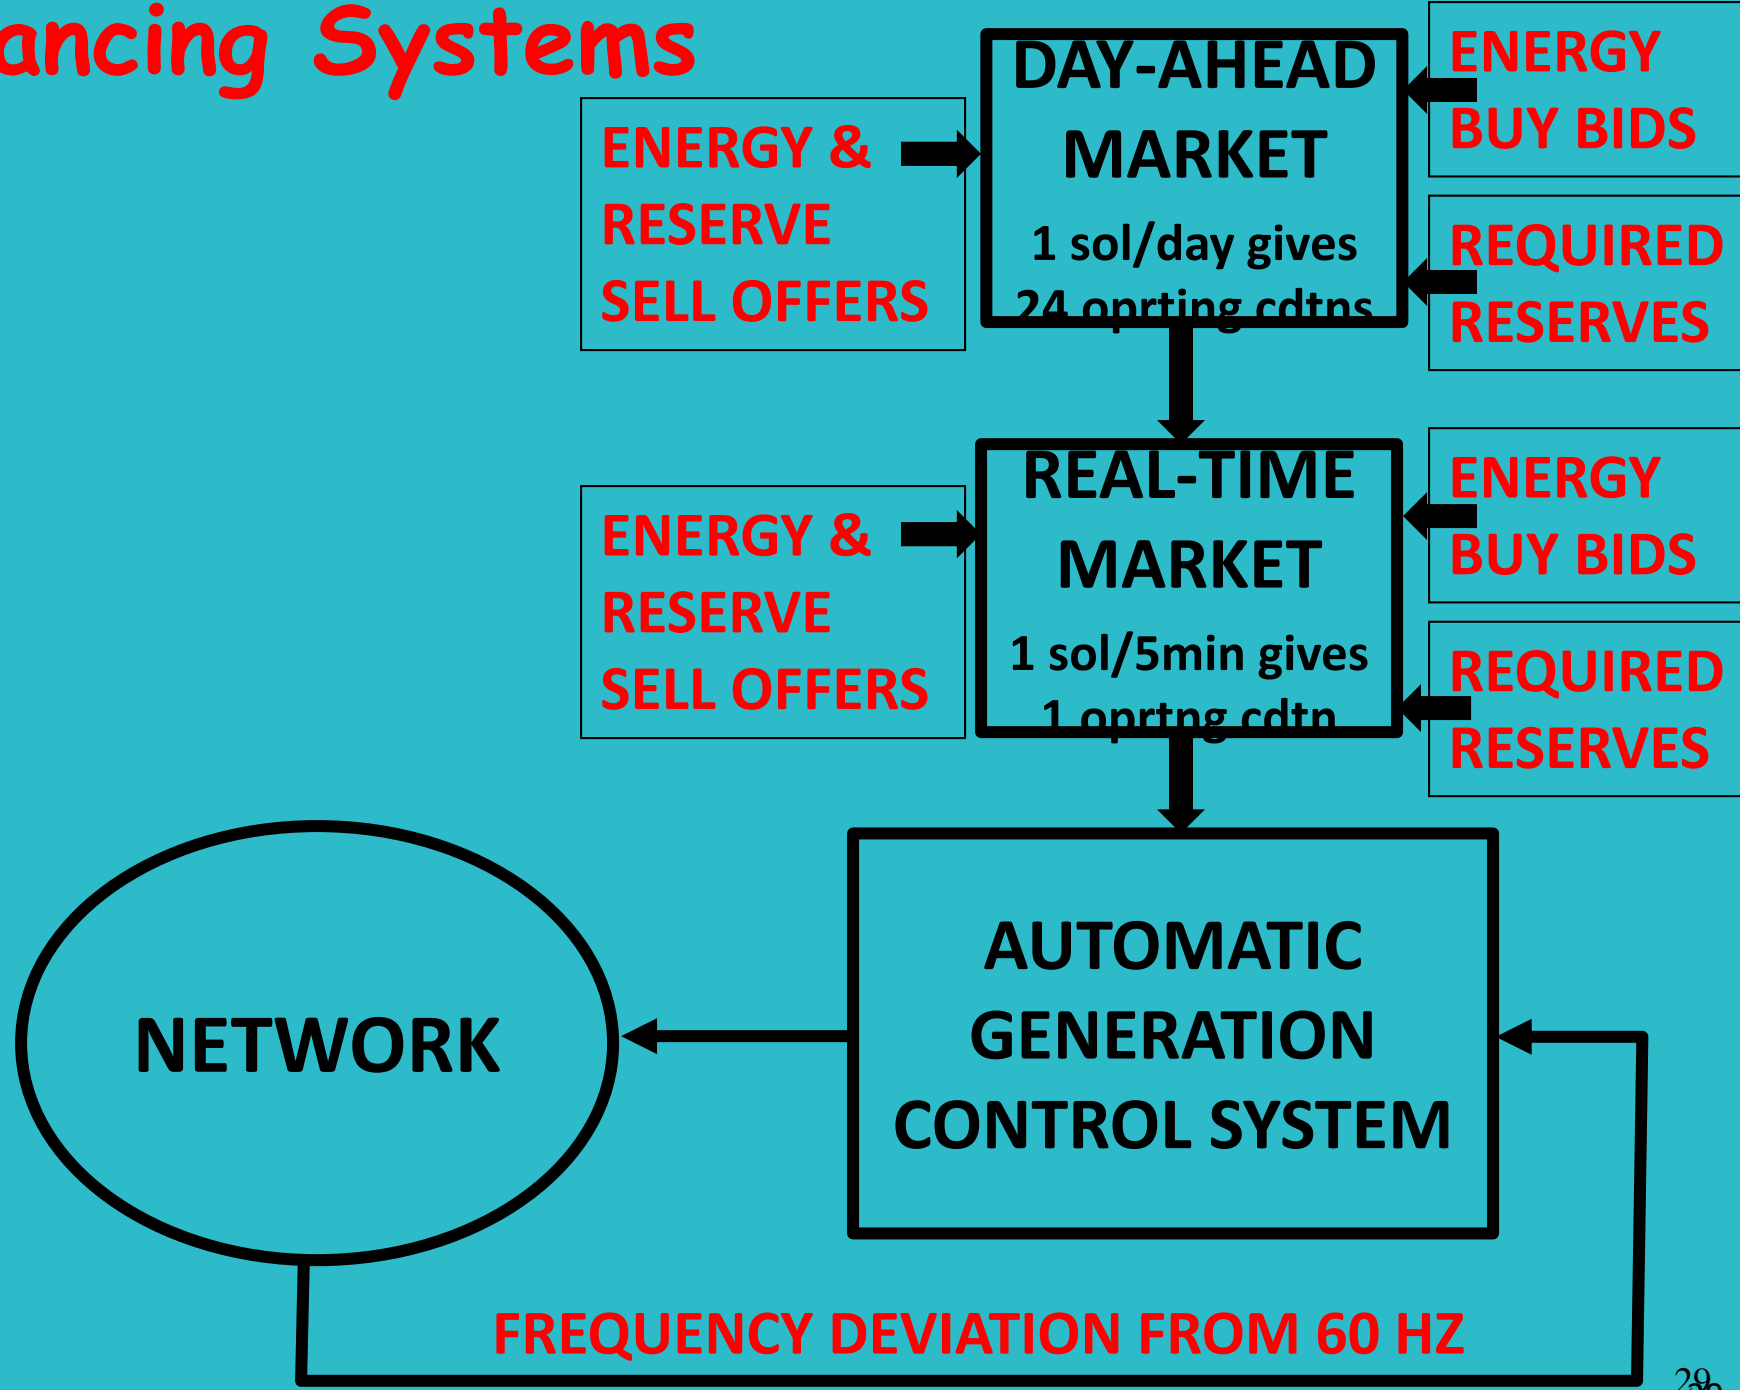 ancing Systems
DAY-AHEAD
MARKET
1 sol/day gives
24 oprting cdtns
ENERGY &
RESERVE
SELL OFFERS
ENERGY
BUY BIDS
REQUIRED
RESERVES
REAL-TIME
MARKET
1 sol/5min gives
1 oprtng cdtn
ENERGY &
RESERVE
SELL OFFERS
ENERGY
BUY BIDS
REQUIRED
RESERVES
NETWORK
AUTOMATIC
GENERATION
CONTROL SYSTEM
FREQUENCY DEVIATION FROM 60 HZ
29